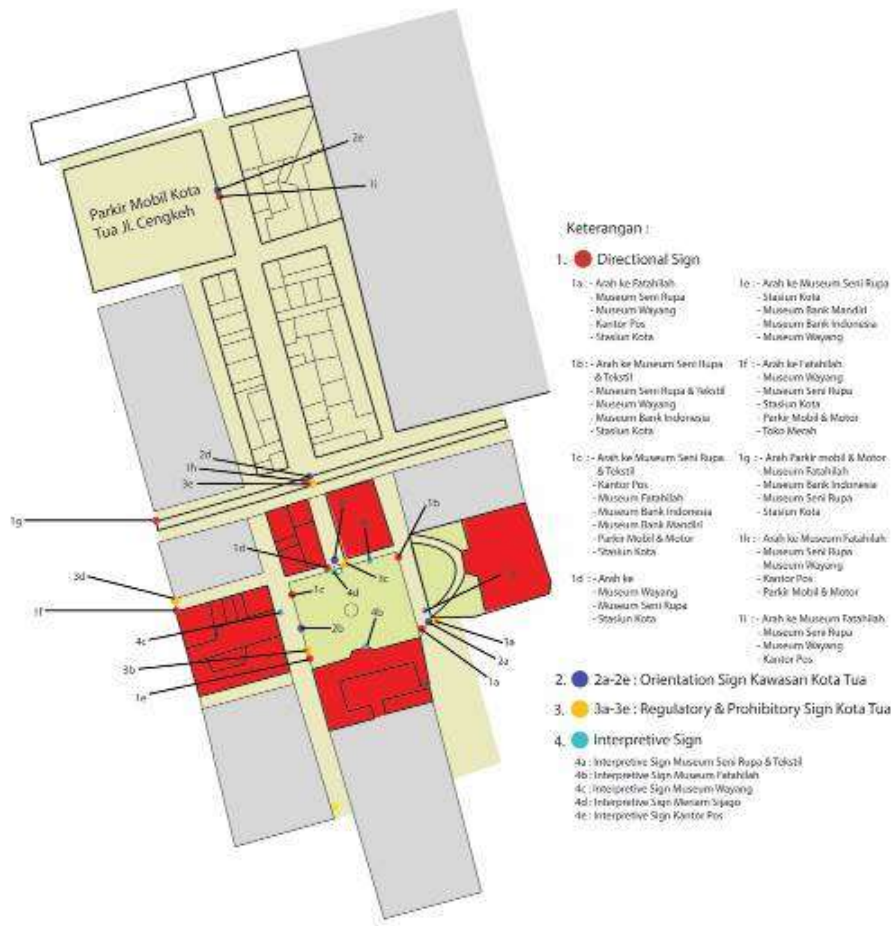 2e
1i
Parkir Mobil Kota
Tua Jl. Cengkeh
2d
1h
3e
1g
1b
1d
3c
4d
1c
3d
1f
4c
2b
4b
3b
1e
1a
2a
1a
Keterangan :
1. Directional Sign
1a : - Arah ke Fatahilah
- Museum Seni Rupa
- Museum Wayang
- Kantor Pos
- Stasiun Kota
1b : - Arah ke Museum Seni Rupa
& Tekstil
- Museum Seni Rupa & Tekstil
- Museum Wayang
Museum Bank Indonesia
- Stasiun Kota
1c : - Arah ke Museum Seni Rupa
& Tekstil
- Kantor Pos
- Museum Fatahilah
- Museum Bank Indonesia
- Museum Bank Mandiri
- Parkir Mobil & Motor
- Stasiun Kota
1d : - Arah ke
- Museum Wayang
- Museum Seni Rupa
- Stasiun Kota
1e : - Arah ke Museum Seni Rupa
- Stasiun Kota
- Museum Bank Mandiri
- Museum Bank Indonesia
- Museum Wayang
1f : - Arah ke Fatahilah
- Museum Wayang
- Museum Seni Rupa
- Stasiun Kota
- Parkir Mobil & Motor
- Toko Merah
1g : - Arah Parkir mobil & Motor
- Museum Fatahilah
- Museum Bank Indonesia
- Museum Seni Rupa
- Stasiun Kota
- Arah ke Museum Fatahilah
- Museum Seni Rupa
- Museum Wayang
- Kantor Pos
- Parkir Mobil & Motor
1i : - Arah ke Museum Fatahilah
- Museum Seni Rupa
- Museum Wayang
- Kantor Pos
2. 2a-2e : Orientation Sign Kawasan Kota Tua
3. 3a-3e : Regulatory & Prohibitory Sign Kota Tua
4. Interpretive Sign
4a : Interpretive Sign Museum Seni Rupa & Tekstil
4b : Interpretive Sign Museum Fatahilah
4c : Interpretive Sign Museum Wayang
4d : Interpretive Sign Meriam Sijago
4e : Interpretive Sign Kantor Pos